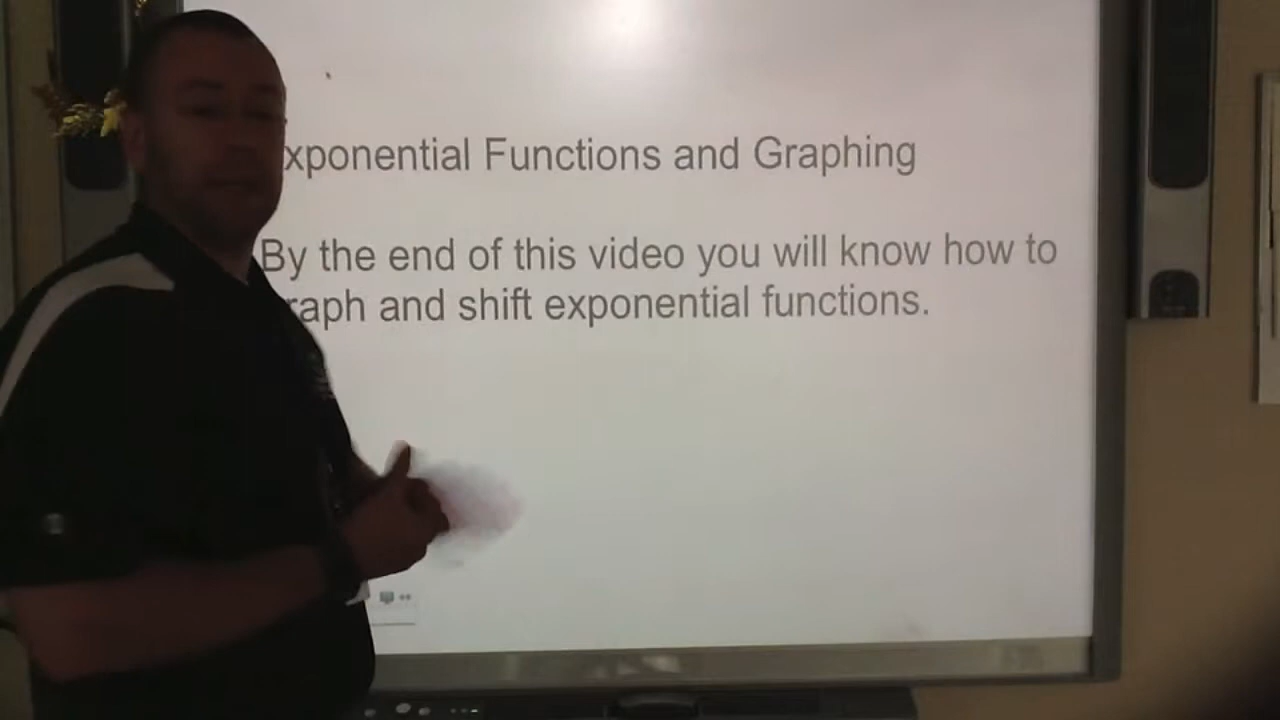 xponential Functions and Graphing
By the end of this video you will know how to
raph and shift exponential functions.